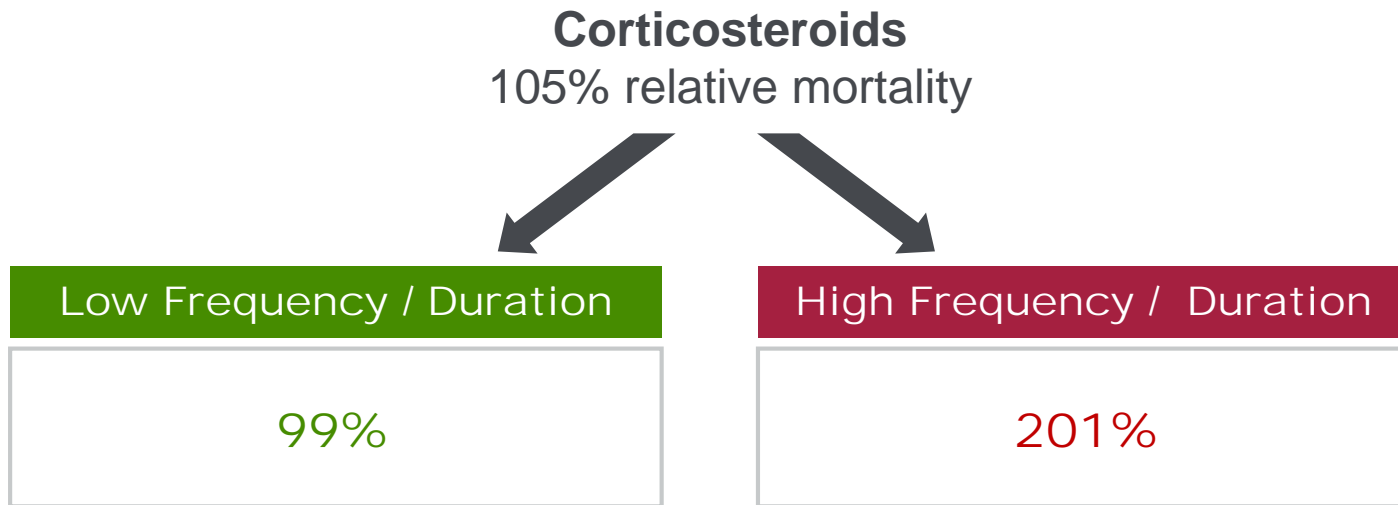 Corticosteroids
105% relative mortality
Low Frequency / Duration
High Frequency / Duration
99%
201%